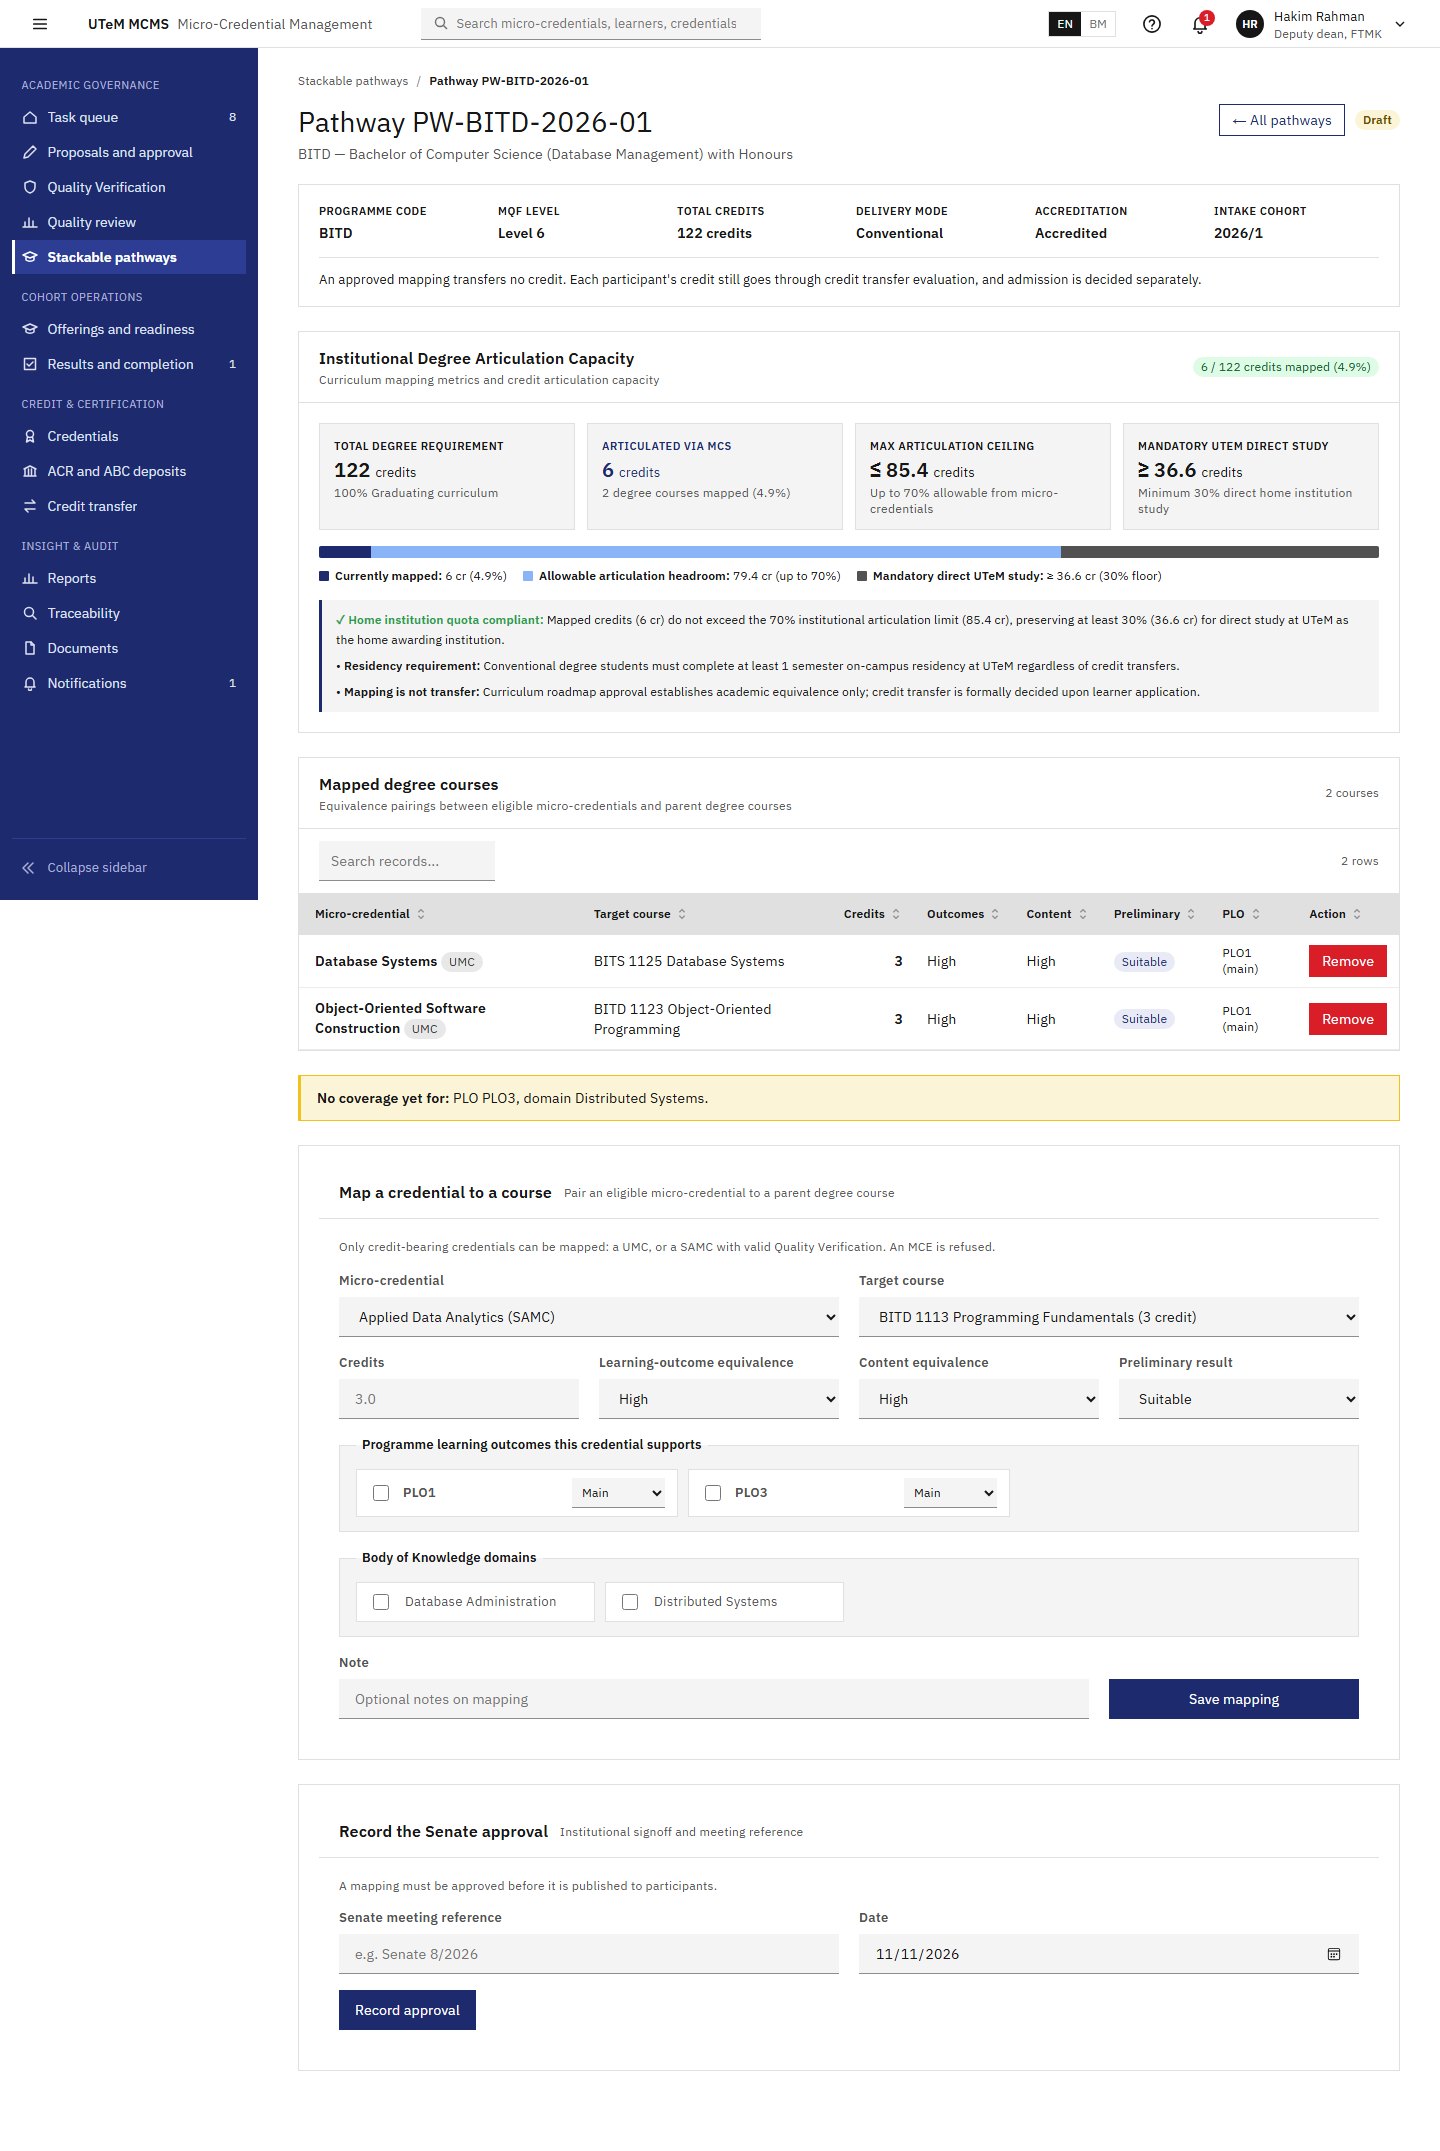 UTeM MCMS Micro-Credential Management
Search micro-credentials, learners, credentials
EN BM
1
HR
Hakim Rahman
Deputy dean, FTMK
ACADEMIC GOVERNANCE
Task queue 8
Proposals and approval
Quality Verification
Quality review
Stackable pathways
COHORT OPERATIONS
Offerings and readiness
Results and completion 1
CREDIT & CERTIFICATION
Credentials
ACR and ABC deposits
Credit transfer
INSIGHT & AUDIT
Reports
Traceability
Documents
Notifications 1
Collapse sidebar
Stackable pathways / Pathway PW-BITD-2026-01
Pathway PW-BITD-2026-01
← All pathways
Draft
BITD — Bachelor of Computer Science (Database Management) with Honours
PROGRAMME CODE MQF LEVEL TOTAL CREDITS DELIVERY MODE ACCREDITATION INTAKE COHORT
BITD Level 6 122 credits Conventional Accredited 2026/1
An approved mapping transfers no credit. Each participant's credit still goes through credit transfer evaluation, and admission is decided separately.
Institutional Degree Articulation Capacity
Curriculum mapping metrics and credit articulation capacity
6 / 122 credits mapped (4.9%)
TOTAL DEGREE REQUIREMENT
122 credits
100% Graduating curriculum
ARTICULATED VIA MCS
6 credits
2 degree courses mapped (4.9%)
MAX ARTICULATION CEILING
≤ 85.4 credits
Up to 70% allowable from micro-
credentials
MANDATORY UTEM DIRECT STUDY
≥ 36.6 credits
Minimum 30% direct home institution
study
Currently mapped: 6 cr (4.9%) Allowable articulation headroom: 79.4 cr (up to 70%) Mandatory direct UTeM study: ≥ 36.6 cr (30% floor)
✓ Home institution quota compliant: Mapped credits (6 cr) do not exceed the 70% institutional articulation limit (85.4 cr), preserving at least 30% (36.6 cr) for direct study at UTeM as
the home awarding institution.
• Residency requirement: Conventional degree students must complete at least 1 semester on-campus residency at UTeM regardless of credit transfers.
• Mapping is not transfer: Curriculum roadmap approval establishes academic equivalence only; credit transfer is formally decided upon learner application.
Mapped degree courses
Equivalence pairings between eligible micro-credentials and parent degree courses
2 courses
Search records...
2 rows
Micro-credential Target course Credits Outcomes Content Preliminary PLO Action
Database Systems UMC BITS 1125 Database Systems 3 High High Suitable PLO1 (main) Remove
Object-Oriented Software Construction UMC BITD 1123 Object-Oriented Programming 3 High High Suitable PLO1 (main) Remove
No coverage yet for: PLO PLO3, domain Distributed Systems.
Map a credential to a course Pair an eligible micro-credential to a parent degree course
Only credit-bearing credentials can be mapped: a UMC, or a SAMC with valid Quality Verification. An MCE is refused.
Micro-credential Target course
Applied Data Analytics (SAMC) BITD 1113 Programming Fundamentals (3 credit)
Credits Learning-outcome equivalence Content equivalence Preliminary result
3.0 High High Suitable
Programme learning outcomes this credential supports
PLO1 Main PLO3 Main
Body of Knowledge domains
Database Administration Distributed Systems
Note
Optional notes on mapping
Save mapping
Record the Senate approval Institutional signoff and meeting reference
A mapping must be approved before it is published to participants.
Senate meeting reference Date
e.g. Senate 8/2026 11/11/2026
Record approval